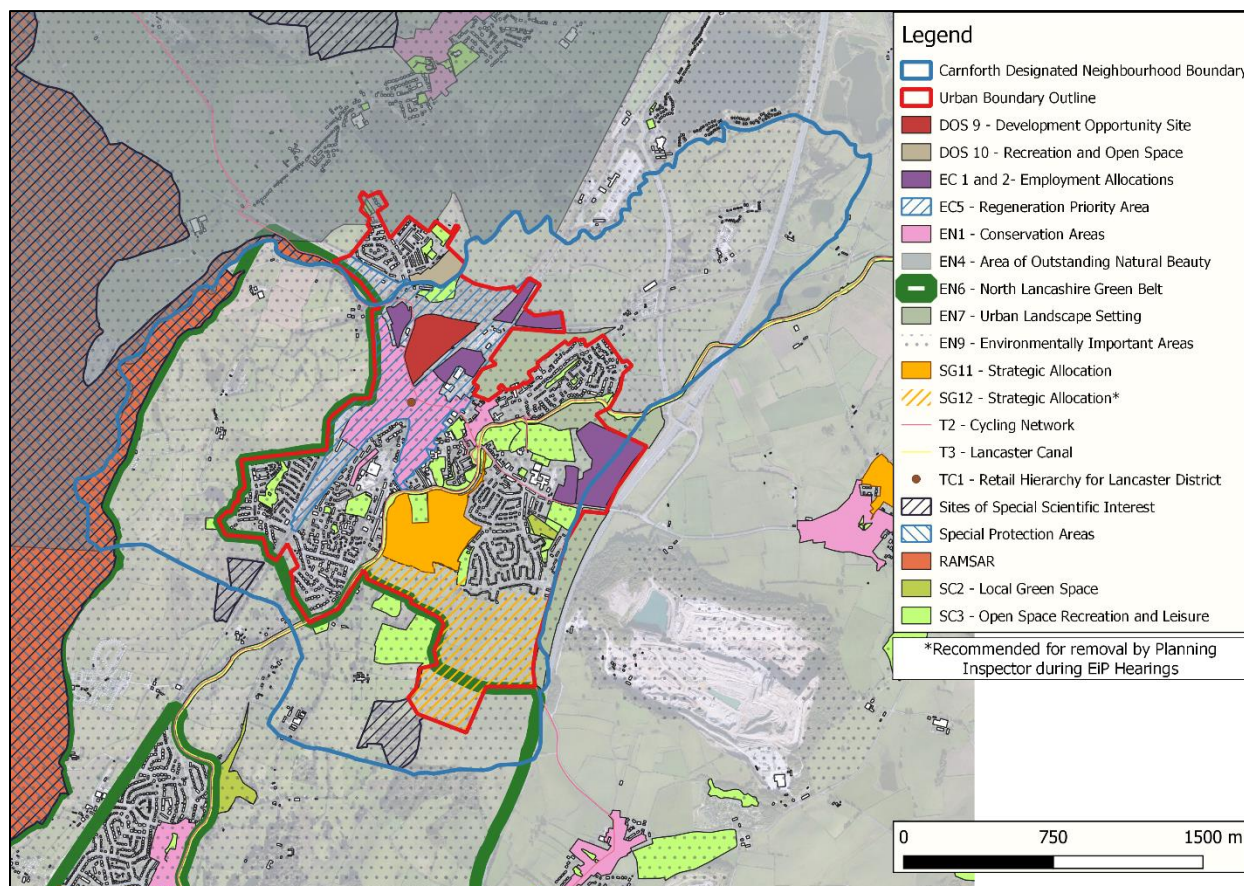 Legend
Carnforth Designated Neighbourhood Boundary
Urban Boundary Outline
DOS 9 - Development Opportunity Site
DOS 10 - Recreation and Open Space
EC 1 and 2- Employment Allocations
EC5 - Regeneration Priority Area
EN1 - Conservation Areas
EN4 - Area of Outstanding Natural Beauty
EN6 - North Lancashire Green Belt
EN7 - Urban Landscape Setting
EN9 - Environmentally Important Areas
SG11 - Strategic Allocation
SG12 - Strategic Allocation*
T2 - Cycling Network
T3 - Lancaster Canal
TC1 - Retail Hierarchy for Lancaster District
Sites of Special Scientific Interest
Special Protection Areas
RAMSAR
SC2 - Local Green Space
SC3 - Open Space Recreation and Leisure
*Recommended for removal by Planning
Inspector during EiP Hearings
0 750 1500 m